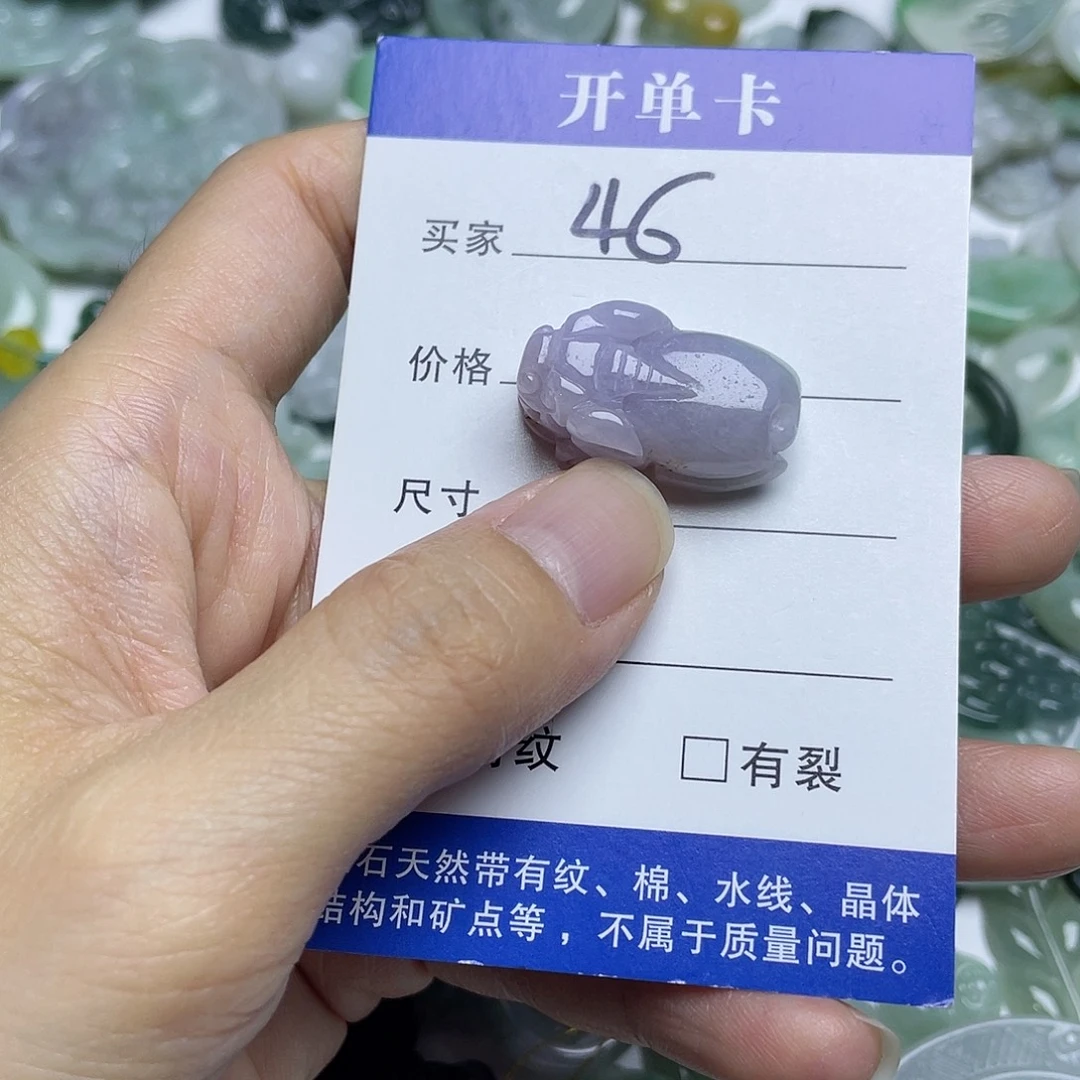 开单卡
买家 46
价格
尺寸
纹 □有裂
石天然带有纹、棉、水线、晶体
结构和矿点等，不属于质量问题。